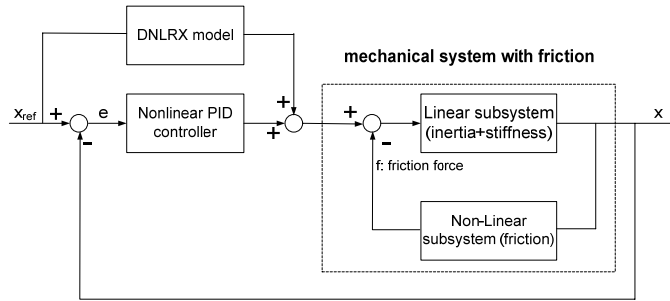 DNLRX model
mechanical system with friction
x_ref
+
-
e
Nonlinear PID
controller
+
+
+
-
Linear subsystem
(inertia+stiffness)
x
f: friction force
Non-Linear
subsystem (friction)